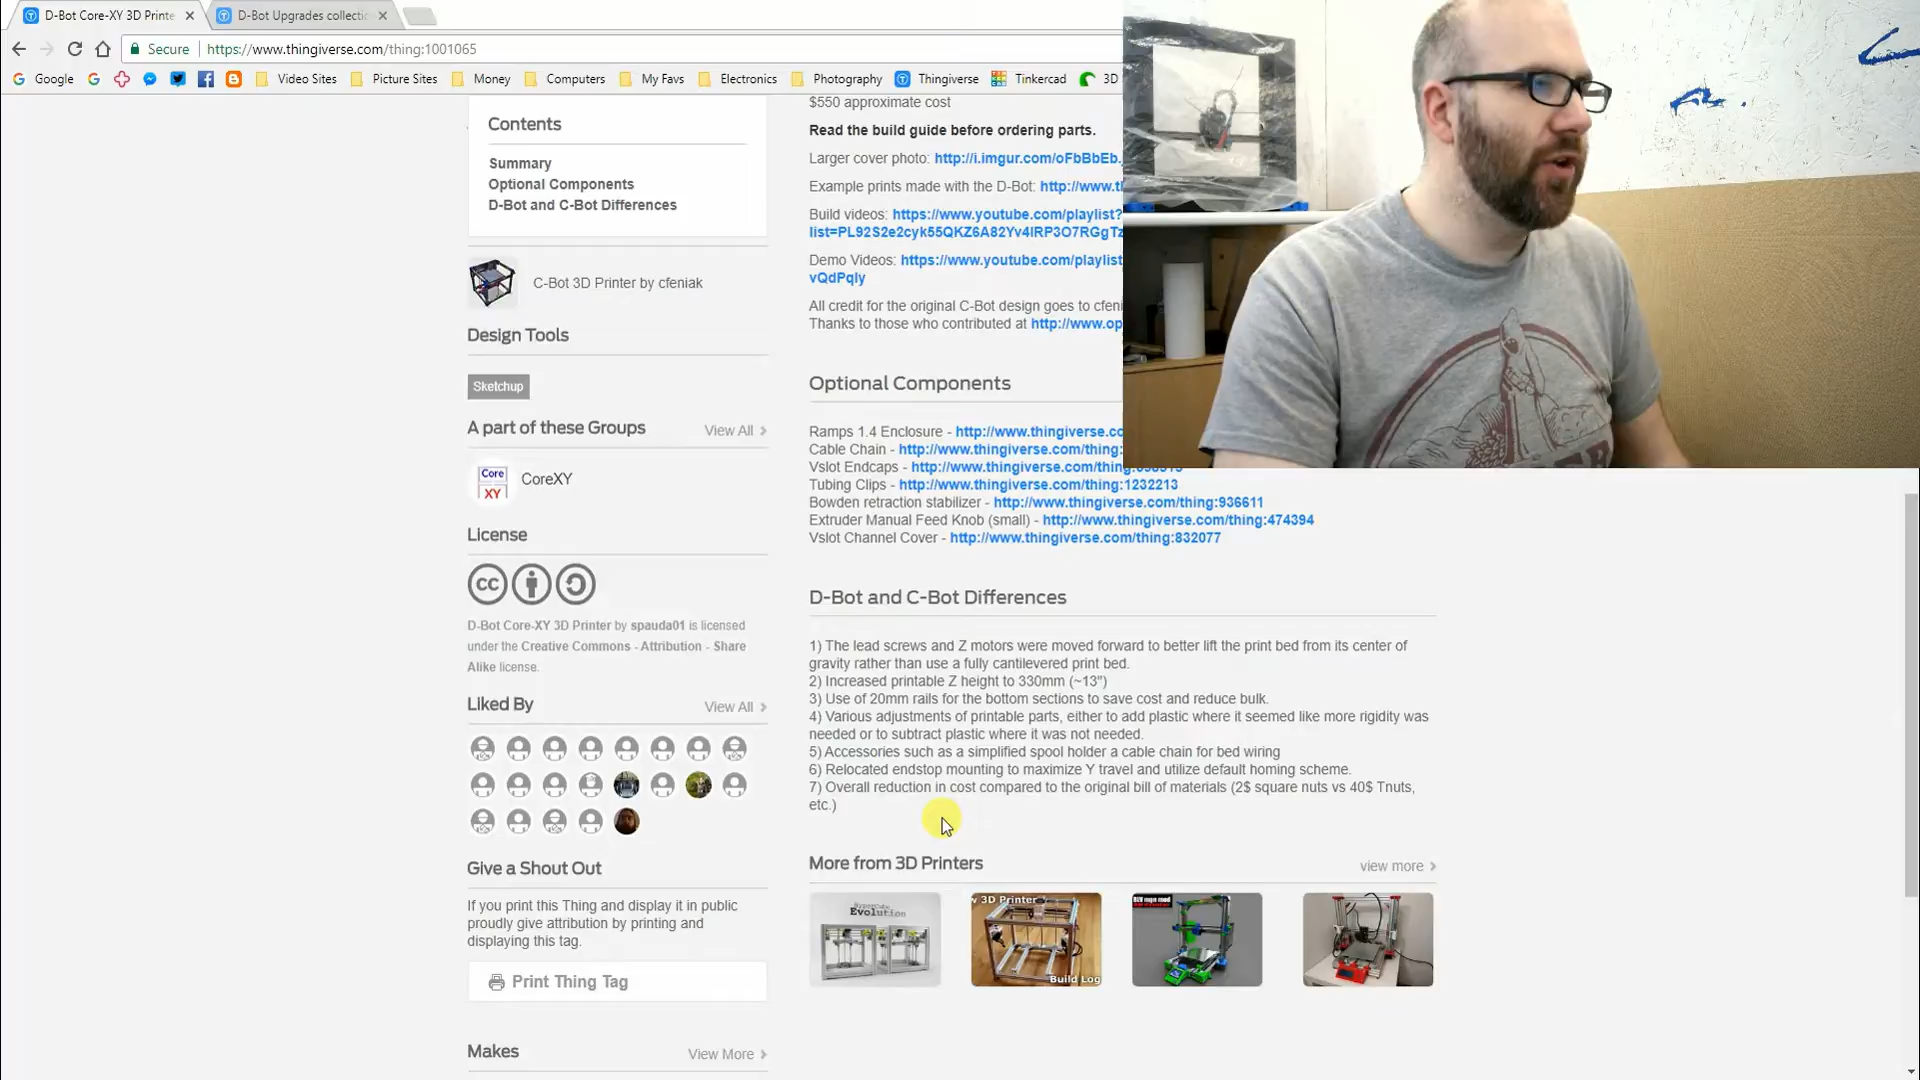 D-Bot Core-XY 3D Printe
D-Bot Upgrades collectic
Secure
https://www.thingiverse.com/thing:1001065
Google
Video Sites
Picture Sites
Money
Computers
My Favs
Electronics
Photography
Thingiverse
Tinkercad
3D
Contents
Summary
Optional Components
D-Bot and C-Bot Differences
C-Bot 3D Printer by cfeniak
Design Tools
Sketchup
A part of these Groups
View All
Core
XY
CoreXY
License
cc
D-Bot Core-XY 3D Printer by spauda01 is licensed
under the Creative Commons - Attribution - Share
Alike license.
Liked By
View All
Give a Shout Out
If you print this Thing and display it in public
proudly give attribution by printing and
displaying this tag.
Print Thing Tag
Makes
View More
$550 approximate cost
Read the build guide before ordering parts.
Larger cover photo: http://i.imgur.com/oFbBbEb.
Example prints made with the D-Bot: http://www.t
Build videos: https://www.youtube.com/playlist?
list=PL92S2e2cyk55QKZ6A82Yv4IRP3O7RGgTz
Demo Videos: https://www.youtube.com/playlist
vQdPqly
All credit for the original C-Bot design goes to cfeni
Thanks to those who contributed at http://www.op
Optional Components
Ramps 1.4 Enclosure - http://www.thingiverse.co
Cable Chain - http://www.thingiverse.com/thing:
Vslot Endcaps - http://www.thingiverse.com/thing:
Tubing Clips - http://www.thingiverse.com/thing:1232213
Bowden retraction stabilizer - http://www.thingiverse.com/thing:936611
Extruder Manual Feed Knob (small) - http://www.thingiverse.com/thing:474394
Vslot Channel Cover - http://www.thingiverse.com/thing:832077
D-Bot and C-Bot Differences
1) The lead screws and Z motors were moved forward to better lift the print bed from its center of
gravity rather than use a fully cantilevered print bed.
2) Increased printable Z height to 330mm (~13")
3) Use of 20mm rails for the bottom sections to save cost and reduce bulk.
4) Various adjustments of printable parts, either to add plastic where it seemed like more rigidity was
needed or to subtract plastic where it was not needed.
5) Accessories such as a simplified spool holder a cable chain for bed wiring
6) Relocated endstop mounting to maximize Y travel and utilize default homing scheme.
7) Overall reduction in cost compared to the original bill of materials (2$ square nuts vs 40$ Tnuts,
etc.)
More from 3D Printers
view more
HyperCube
Evolution
w 3D Printer
Build Log